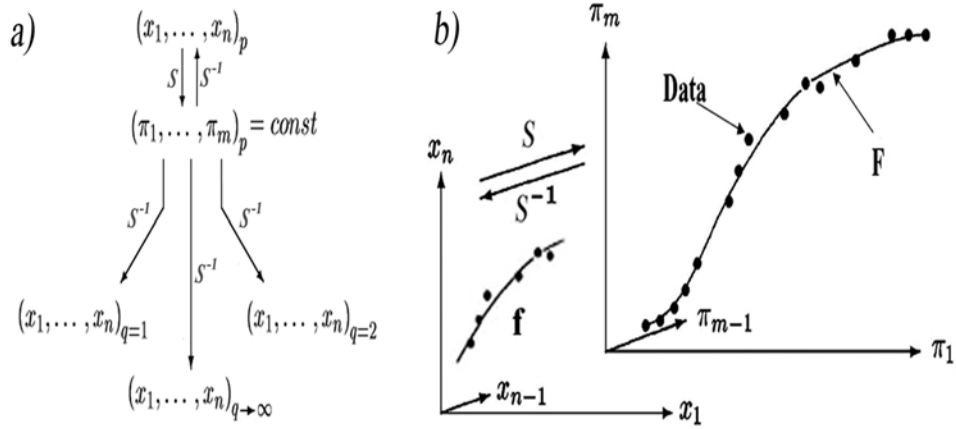 a)
(x₁, … , xₙ)ₚ
S S⁻¹
(π₁, … , πₘ)ₚ = const
S⁻¹ S⁻¹
S⁻¹
(x₁, … , xₙ)q=1 (x₁, … , xₙ)q=2
(x₁, … , xₙ)q→∞
b)
πₘ
Data
xₙ
S
F
S⁻¹
f
πₘ₋₁
π₁
xₙ₋₁
x₁